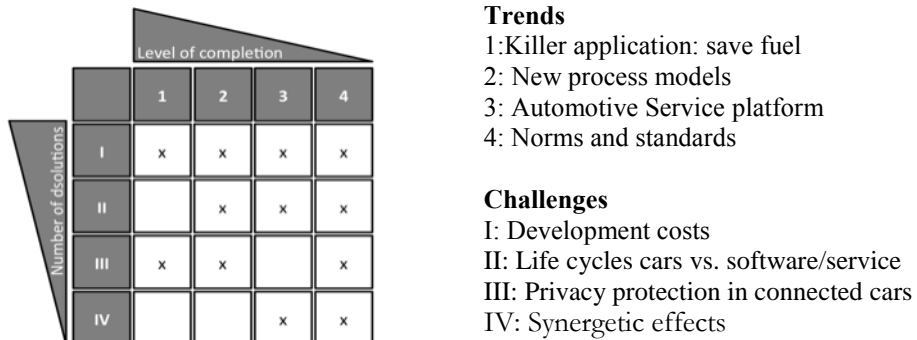 Level of completion
1 2 3 4
Number of dsolutions
I x x x x
II x x x
III x x x
IV x x
Trends
1:Killer application: save fuel
2: New process models
3: Automotive Service platform
4: Norms and standards
Challenges
I: Development costs
II: Life cycles cars vs. software/service
III: Privacy protection in connected cars
IV: Synergetic effects